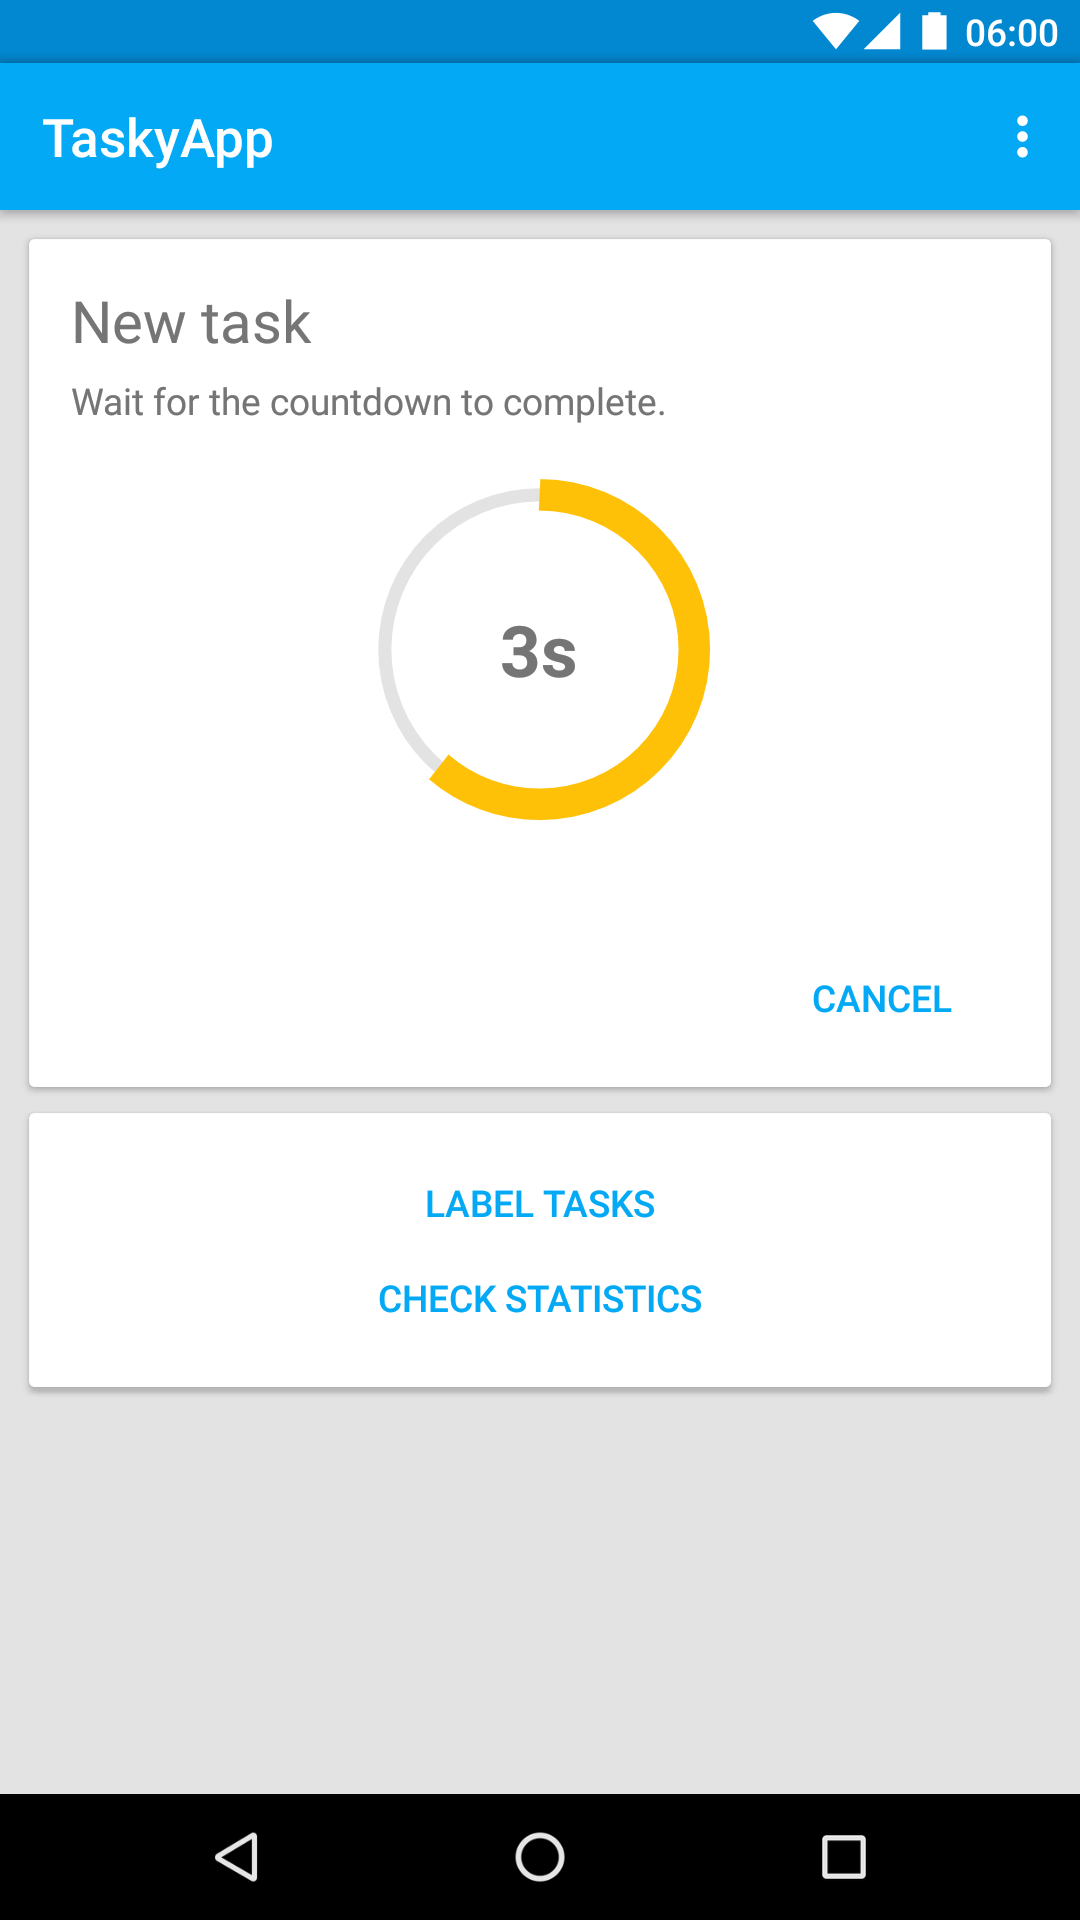 06:00
TaskyApp
New task
Wait for the countdown to complete.
3s
CANCEL
LABEL TASKS
CHECK STATISTICS